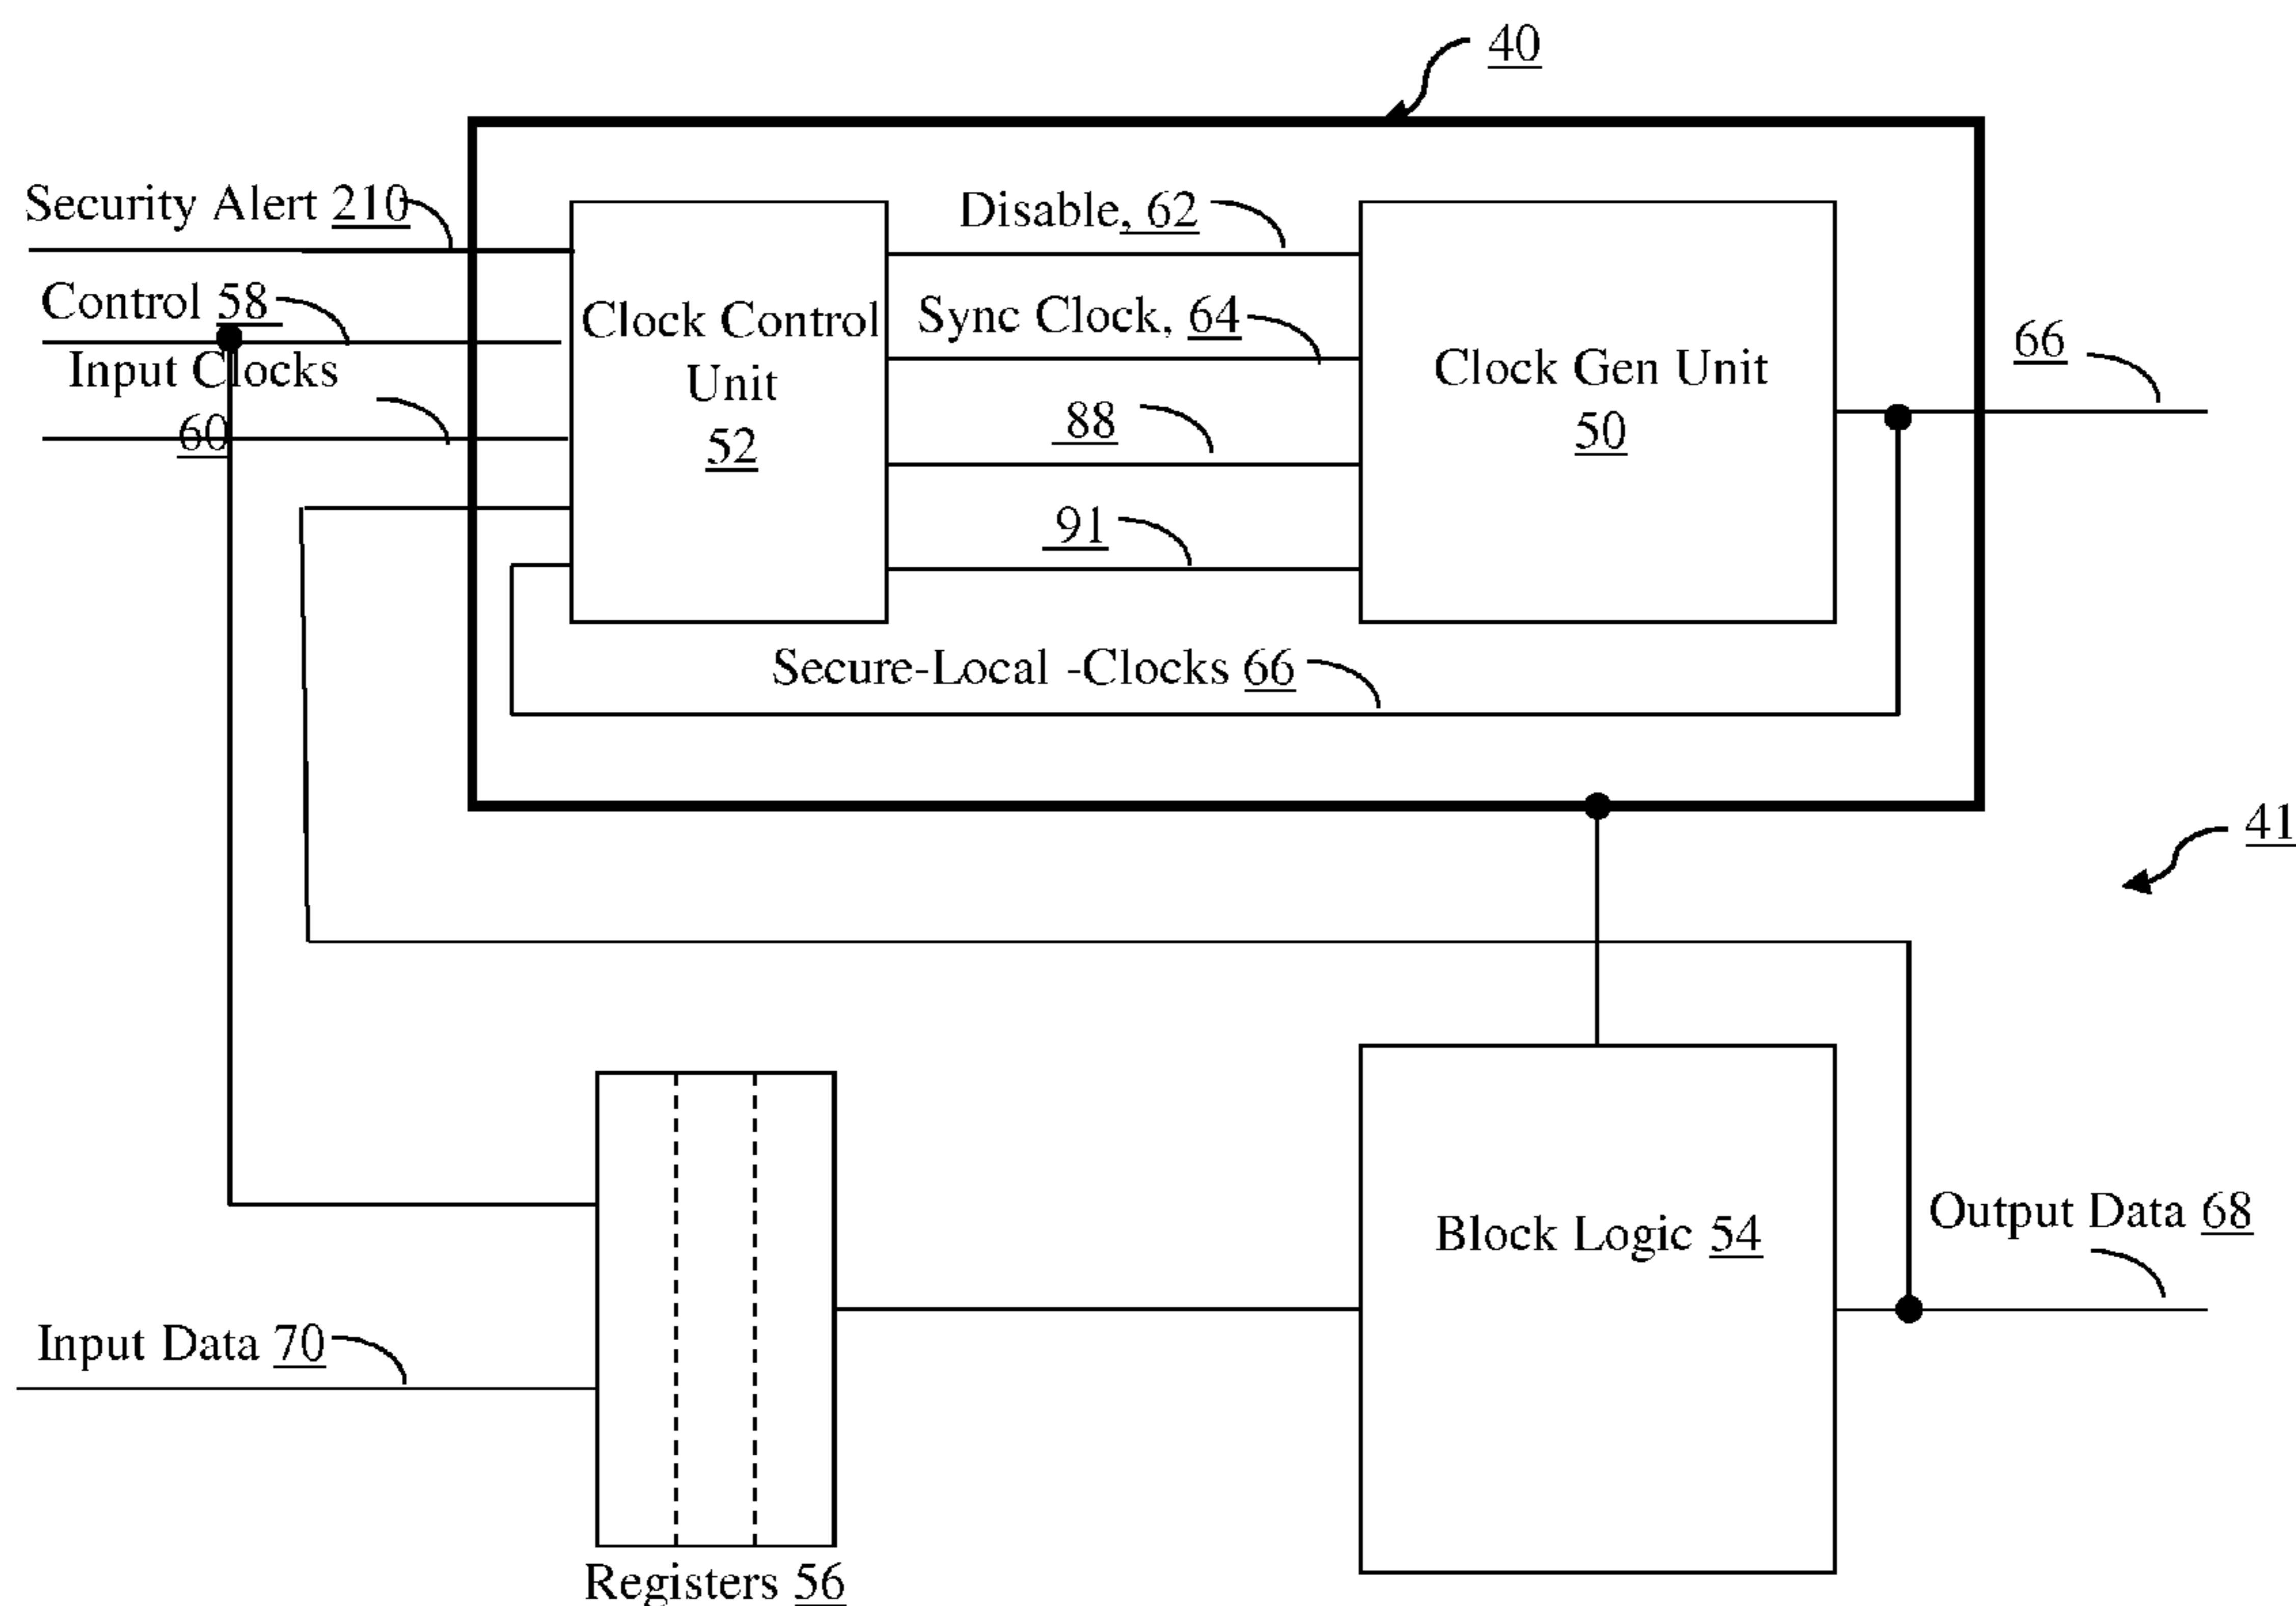 40
Security Alert 210
Disable, 62
Control 58
Clock Control
Unit
52
Sync Clock, 64
Clock Gen Unit
50
66
Input Clocks
60
88
91
Secure-Local -Clocks 66
41
Block Logic 54
Output Data 68
Input Data 70
Registers 56